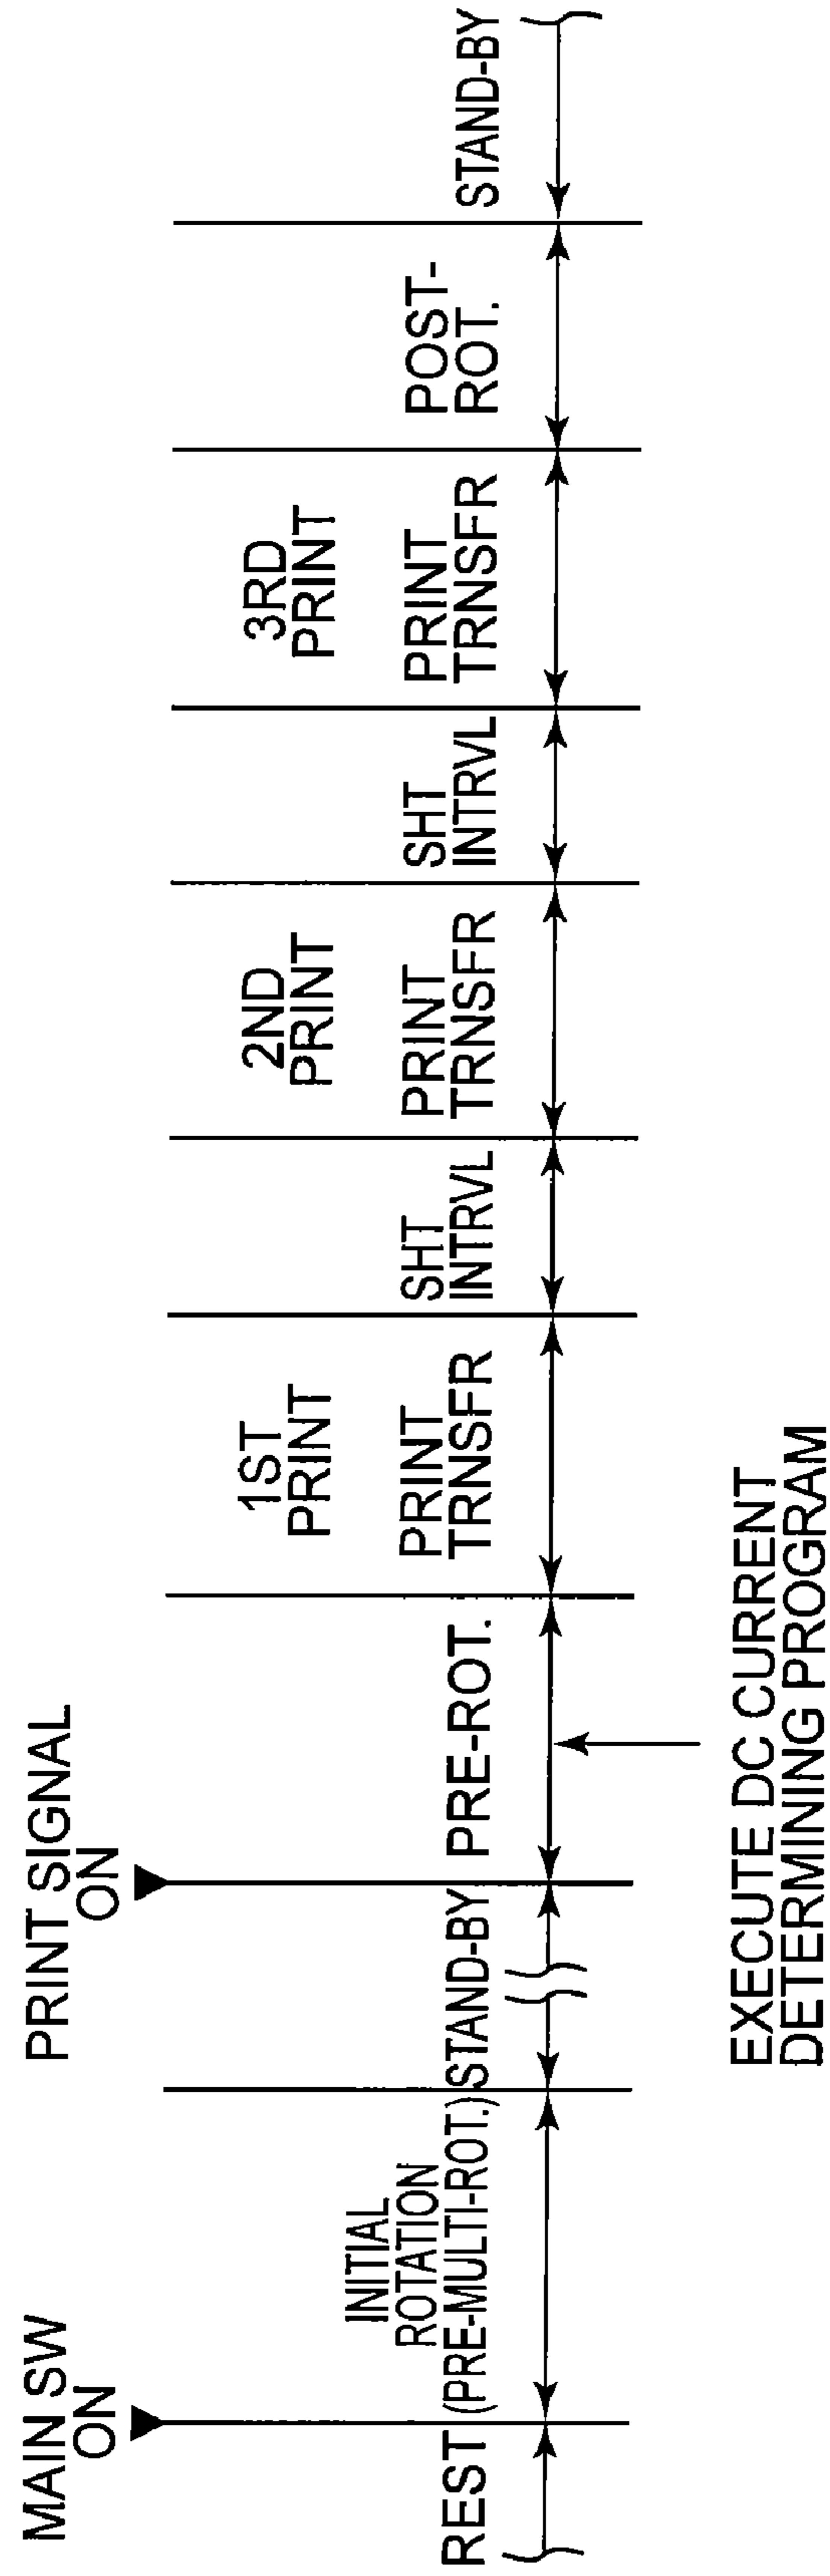 MAIN SW
ON
PRINT SIGNAL
ON
REST
INITIAL
ROTATION
(PRE-MULTI-ROT.)
STAND-BY
PRE-ROT.
1ST
PRINT
PRINT
TRNSFR
SHT
INTRVL
2ND
PRINT
PRINT
TRNSFR
SHT
INTRVL
3RD
PRINT
PRINT
TRNSFR
POST-
ROT.
STAND-BY
EXECUTE DC CURRENT
DETERMINING PROGRAM